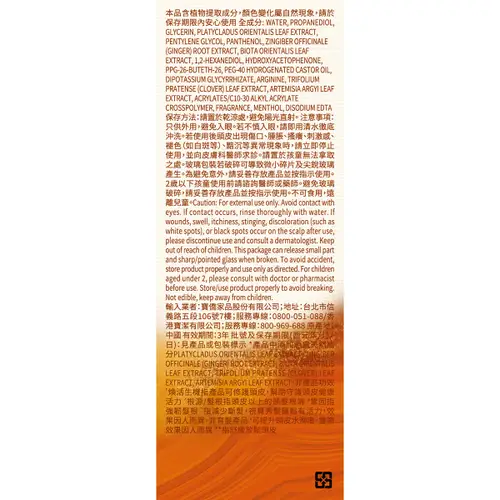 本品含植物提取成分，顏色變化屬自然現象，請於
保存期限內安心使用 全成分: WATER, PROPANEDIOL,
GLYCERIN, PLATYCLADUS ORIENTALIS LEAF EXTRACT,
PENTYLENE GLYCOL, PANTHENOL, ZINGIBER OFFICINALE
(GINGER) ROOT EXTRACT, BIOTA ORIENTALIS LEAF
EXTRACT, 1,2-HEXANEDIOL, HYDROXYACETOPHENONE,
PPG-26-BUTETH-26, PEG-40 HYDROGENATED CASTOR OIL,
DIPOTASSIUM GLYCYRRHIZATE, ARGININE, TRIFOLIUM
PRATENSE (CLOVER) LEAF EXTRACT, ARTEMISIA ARGYI LEAF
EXTRACT, ACRYLATES/C10-30 ALKYL ACRYLATE
CROSSPOLYMER, FRAGRANCE, MENTHOL, DISODIUM EDTA
保存方法：請置於乾涼處，避免陽光直射。注意事項：
只供外用，避免入眼。若不慎入眼，請即用清水徹底
沖洗。若使用後頭皮出現傷口、腫脹、瘙癢、刺激感、
褪色(如白斑等)、黯沉等異常現象時，請立即停止
使用，並向皮膚科醫師求診。請置於孩童無法拿取
之處。玻璃包裝若破碎可導致微小碎片及尖銳玻璃
產生。為避免意外，請妥善存放產品並按指示使用。
2歲以下孩童使用前請諮詢醫師或藥師。避免玻璃
破碎，請妥善存放產品並按指示使用。不可食用，遠
離兒童。Caution: For external use only. Avoid contact with
eyes. If contact occurs, rinse thoroughly with water. If
wounds, swell, itchiness, stinging, discoloration (such as
white spots), or black spots occur on the scalp after use,
please discontinue use and consult a dermatologist. Keep
out of reach of children. This package can release small part
and sharp/pointed glass when broken. To avoid accident,
store product properly and use only as directed. For children
aged under 2, please consult with doctor or pharmacist
before use. Store/use product properly to avoid breaking.
Not edible, keep away from children.
輸入業者：寶僑家品股份有限公司；地址：台北市信
義路五段106號7樓；服務專線：0800-051-088/香
港寶潔有限公司；服務專線:800-969-688 原產地:
中國 有效期間：3年 批號及保存期限
見產品或包裝標示
PLATYCLADUS ORIENTALIS LEAF EXTRACT, ZINGIBER
OFFICINALE (GINGER) ROOT EXTRACT, BIOTA ORIENTALIS
LEAF EXTRACT, TRIFOLIUM PRATENSE (CLOVER) LEAF
EXTRACT, ARTEMISIA ARGYI LEAF EXTRACT